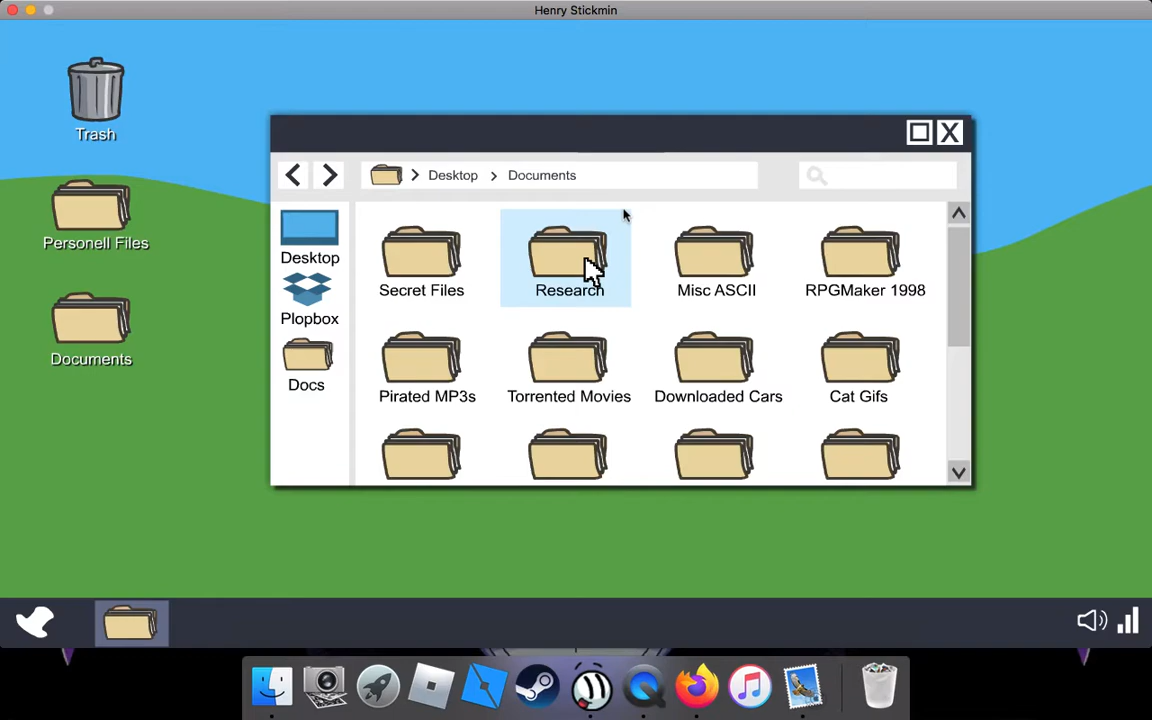 Henry Stickmin
Trash
Personell Files
Documents
Desktop Documents
Desktop
Plopbox
Docs
Secret Files Research Misc ASCII RPGMaker 1998
Pirated MP3s Torrented Movies Downloaded Cars Cat Gifs